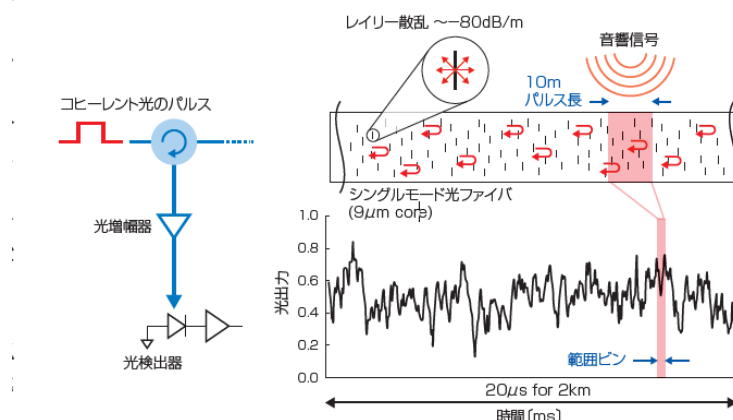 レイリー散乱 ~−80dB/m
音響信号
10m
パルス長
コヒーレント光のパルス
シングルモード光ファイバ
(9μm core)
光増幅器
光検出器
光出力
1.0
0.8
0.6
0.4
0.2
0.0
範囲ビン
20μs for 2km
時間〔ms〕